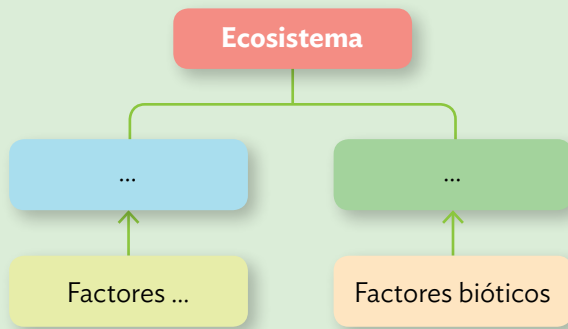 Ecosistema
...
...
Factores ...
Factores bióticos